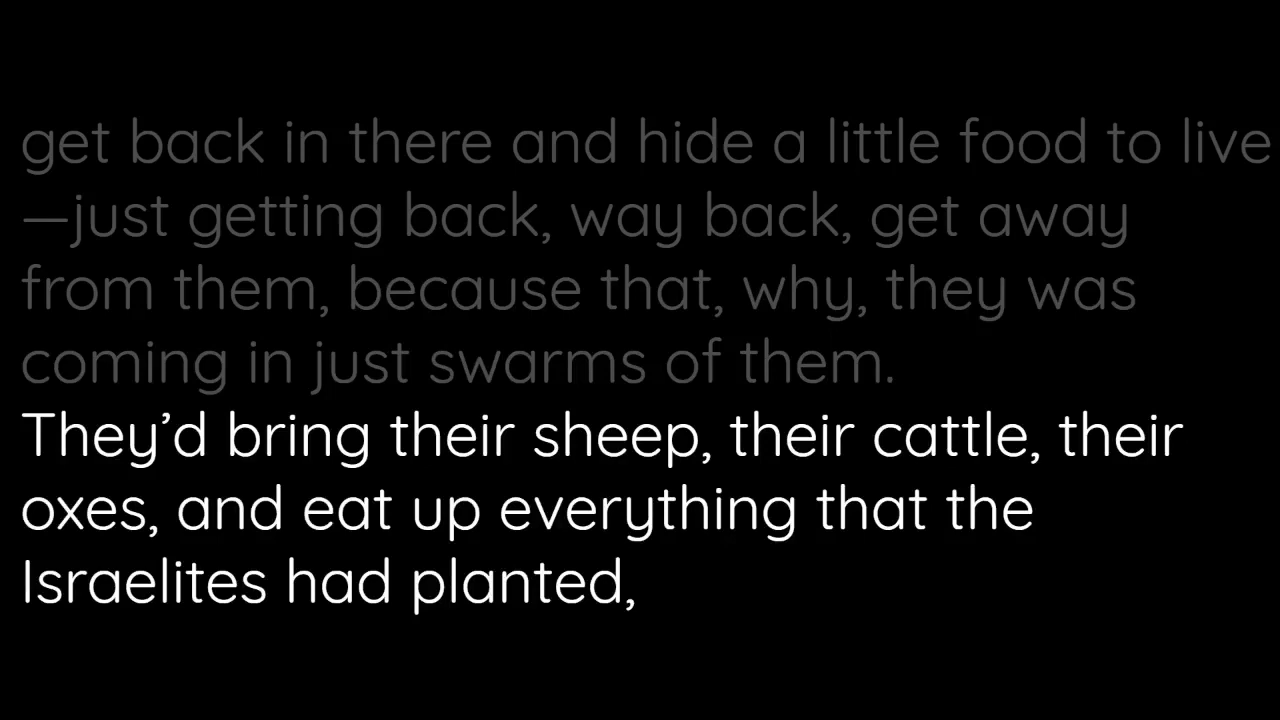 get back in there and hide a little food to live
—just getting back, way back, get away
from them, because that, why, they was
coming in just swarms of them.
They’d bring their sheep, their cattle, their
oxes, and eat up everything that the
Israelites had planted,